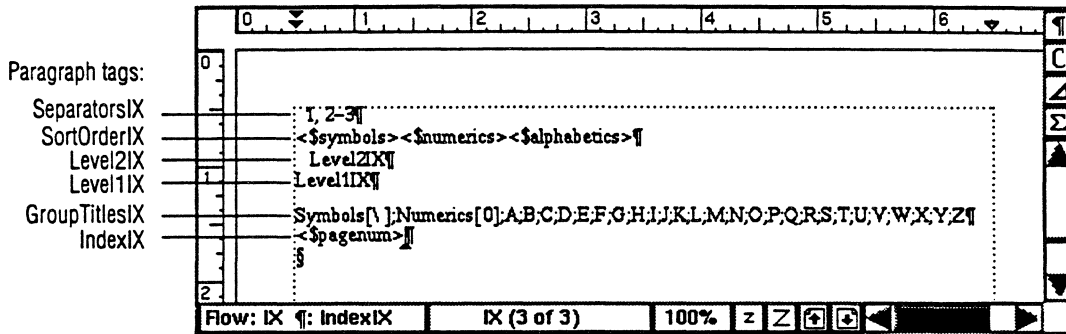 0 1 2 3 4 5 6 ¶
Paragraph tags:
0
SeparatorsIX 1, 2–3¶
SortOrderIX <$symbols><$numerics><$alphabetics>¶
Level2IX Level2IX¶
Level1IX 1 Level1IX¶
GroupTitlesIX Symbols[\ ];Numerics[0];A;B;C;D;E;F;G;H;I;J;K;L;M;N;O;P;Q;R;S;T;U;V;W;X;Y;Z¶
IndexIX <$pagenum>¶
§
2
Flow: IX ¶: IndexIX IX (3 of 3) 100% z Z
C
Σ